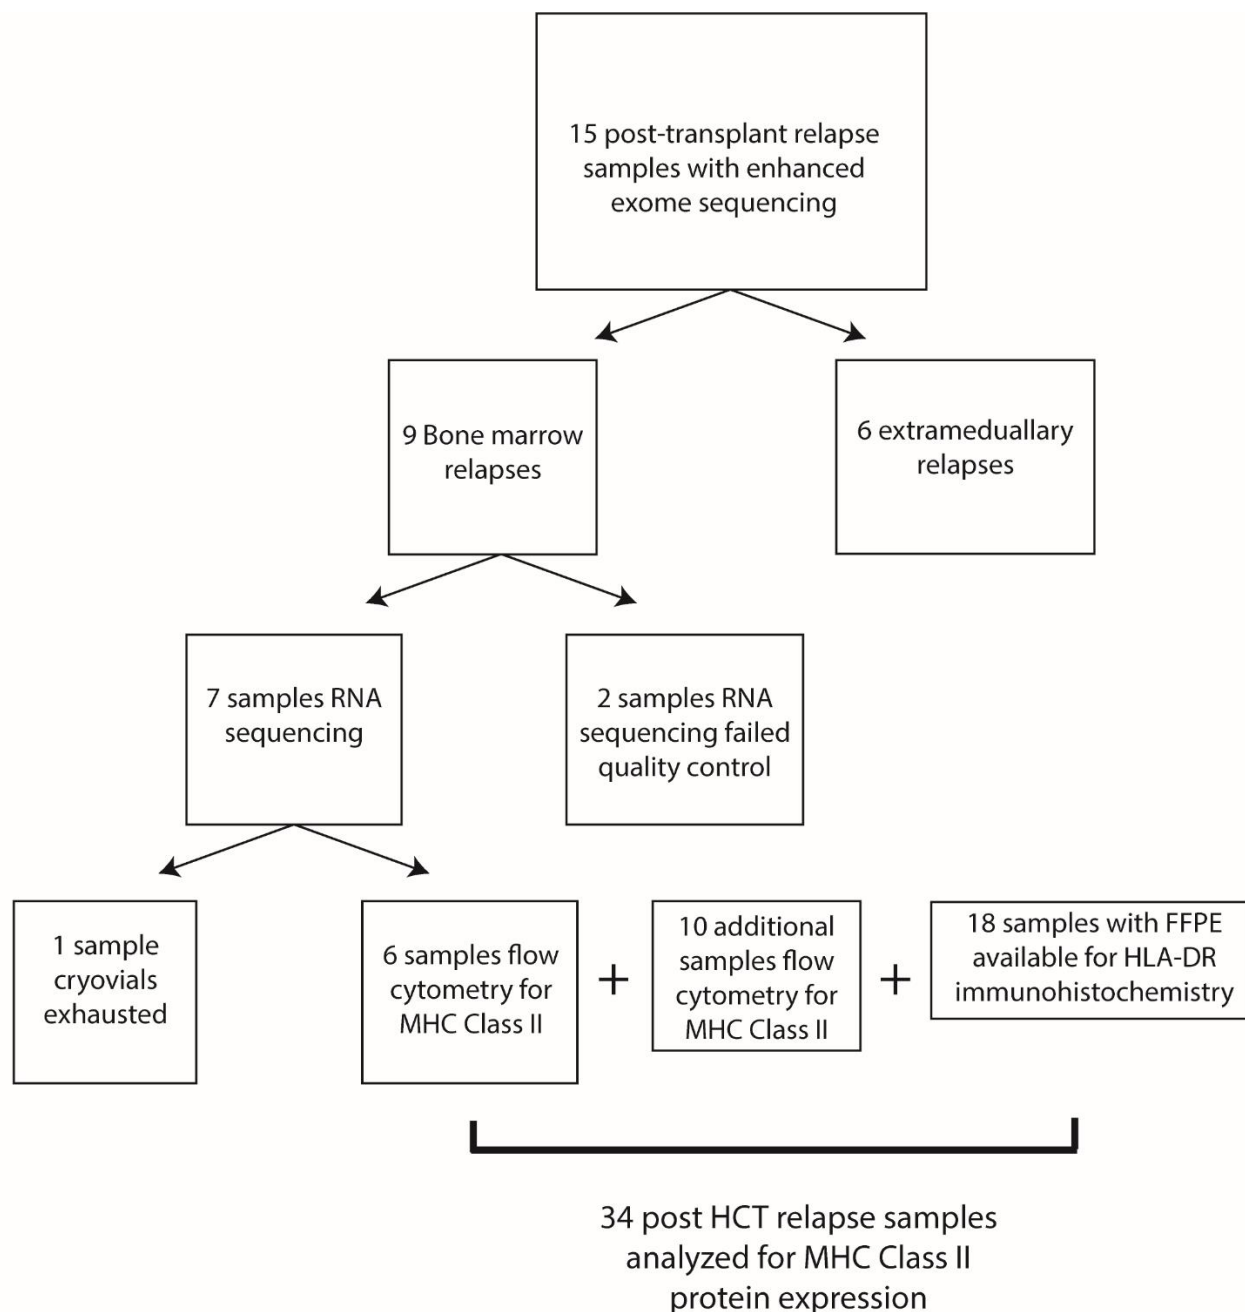 15 post-transplant relapse
samples with enhanced
exome sequencing
9 Bone marrow
relapses
6 extrameduallary
relapses
7 samples RNA
sequencing
2 samples RNA
sequencing failed
quality control
1 sample
cryovials
exhausted
6 samples flow
cytometry for
MHC Class II
+
10 additional
samples flow
cytometry for
MHC Class II
+
18 samples with FFPE
available for HLA-DR
immunohistochemistry
34 post HCT relapse samples
analyzed for MHC Class II
protein expression